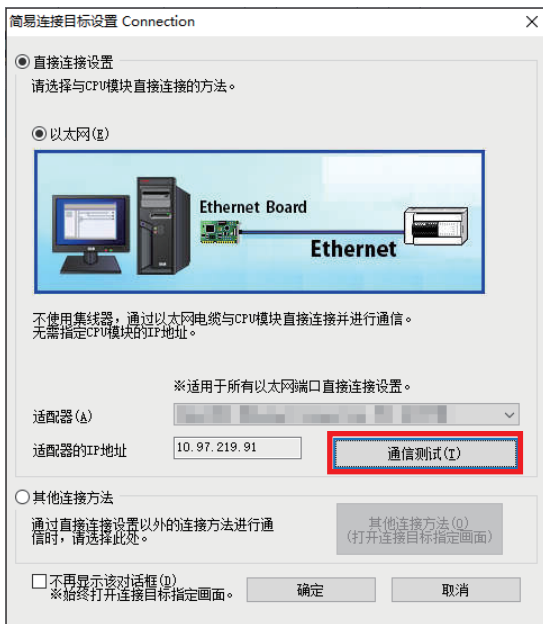 简易连接目标设置 Connection
直接连接设置
请选择与CPU模块直接连接的方法。
以太网(E)
Ethernet Board
Ethernet
不使用集线器，通过以太网电缆与CPU模块直接连接并进行通信。
无需指定CPU模块的IP地址。
※适用于所有以太网端口直接连接设置。
适配器(A)
适配器的IP地址
10.97.219.91
通信测试(T)
其他连接方法
通过直接连接设置以外的连接方法进行通
信时，请选择此处。
其他连接方法(O)
(打开连接目标指定画面)
不再显示该对话框(D)
※始终打开连接目标指定画面。
确定
取消